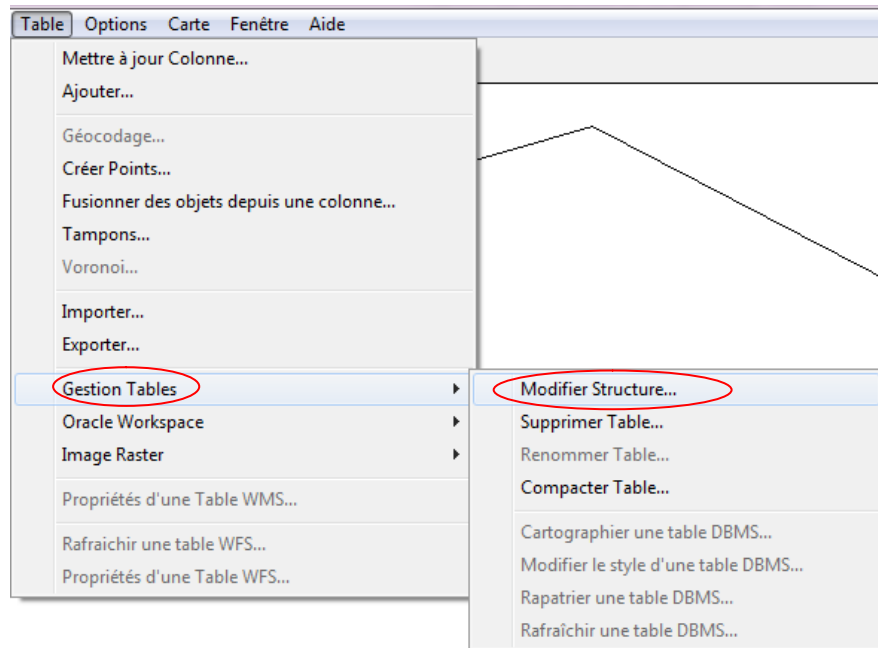 Table Options Carte Fenêtre Aide
Mettre à jour Colonne...
Ajouter...
Géocodage...
Créer Points...
Fusionner des objets depuis une colonne...
Tampons...
Voronoi...
Importer...
Exporter...
Gestion Tables
Oracle Workspace
Image Raster
Propriétés d'une Table WMS...
Rafraichir une table WFS...
Propriétés d'une Table WFS...
Modifier Structure...
Supprimer Table...
Renommer Table...
Compacter Table...
Cartographier une table DBMS...
Modifier le style d'une table DBMS...
Rapatrier une table DBMS...
Rafraîchir une table DBMS...